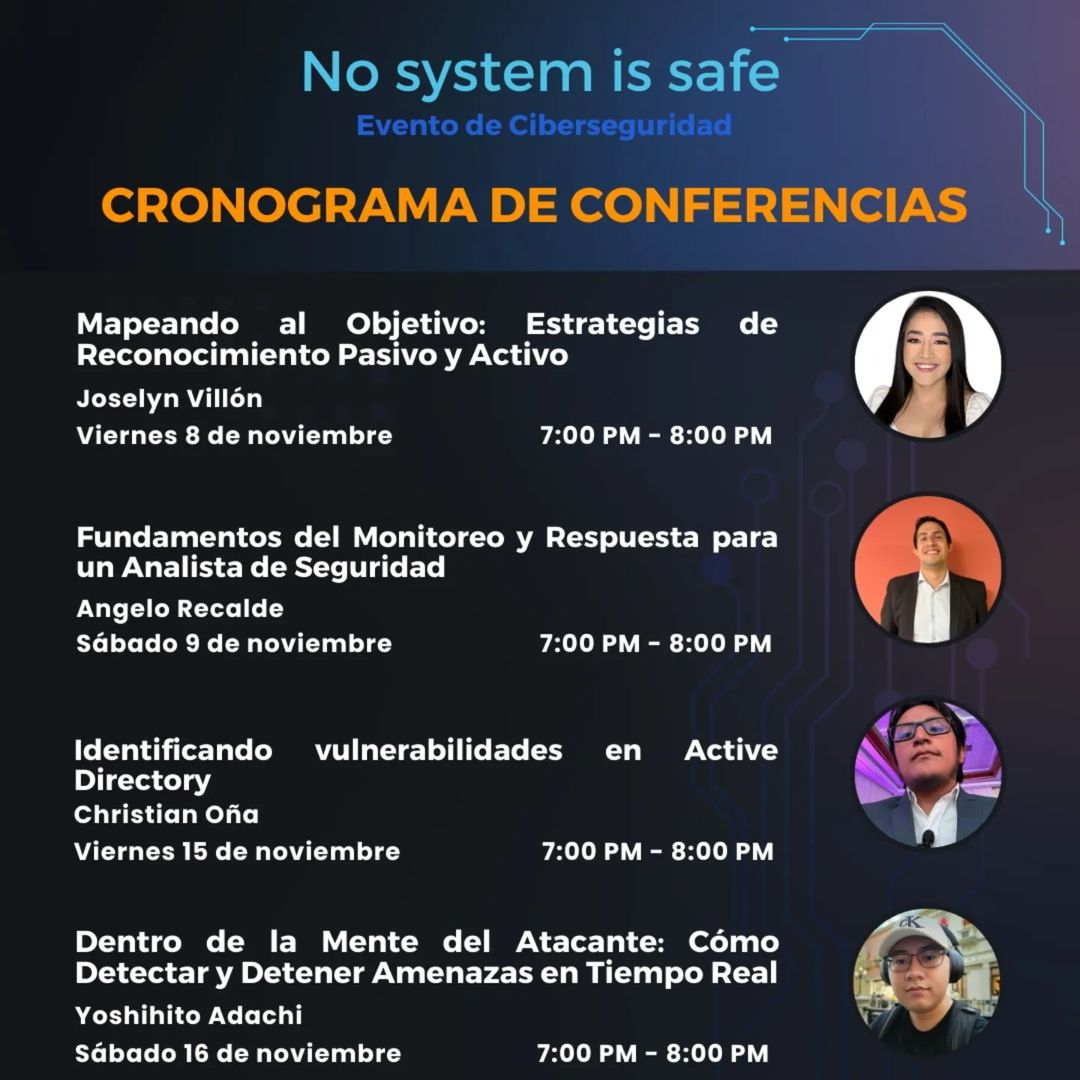 No system is safe
Evento de Ciberseguridad
CRONOGRAMA DE CONFERENCIAS
Mapeando al Objetivo: Estrategias de
Reconocimiento Pasivo y Activo
Joselyn Villón
Viernes 8 de noviembre 7:00 PM - 8:00 PM
Fundamentos del Monitoreo y Respuesta para
un Analista de Seguridad
Angelo Recalde
Sábado 9 de noviembre 7:00 PM - 8:00 PM
Identificando vulnerabilidades en Active
Directory
Christian Oña
Viernes 15 de noviembre 7:00 PM - 8:00 PM
CK
Dentro de la Mente del Atacante: Cómo
Detectar y Detener Amenazas en Tiempo Real
Yoshihito Adachi
Sábado 16 de noviembre 7:00 PM - 8:00 PM